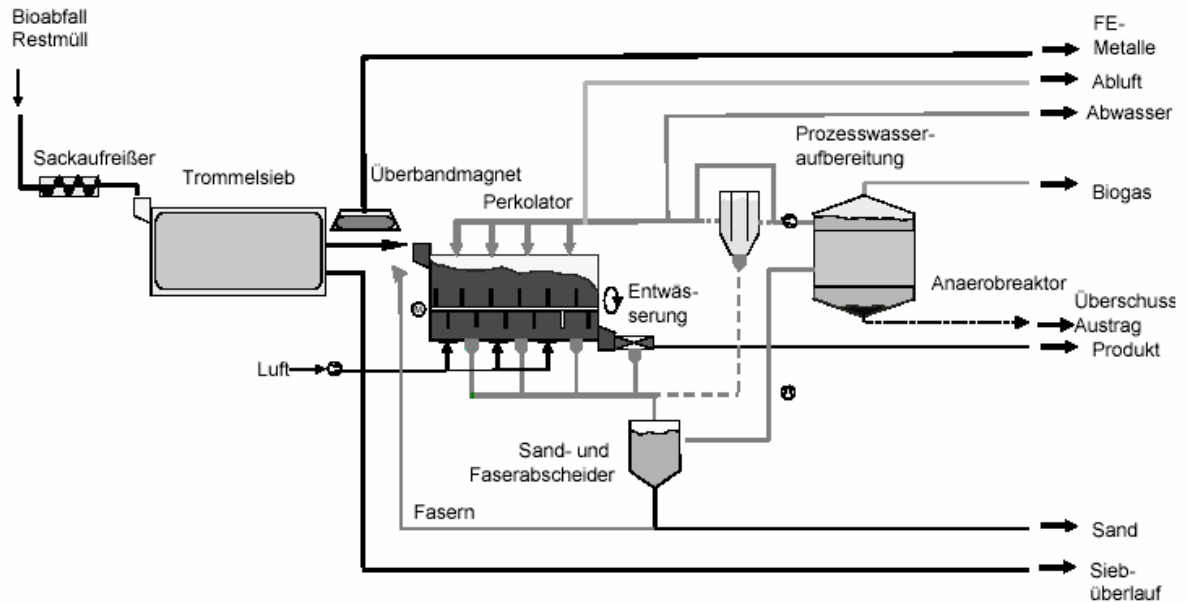 Bioabfall
Restmüll
FE-
Metalle
Abluft
Abwasser
Prozesswasser-
aufbereitung
Sackaufreißer
Trommelsieb
Überbandmagnet
Perkolator
Biogas
Entwäs-
serung
Anaerobreaktor
Überschuss
Austrag
Produkt
Luft
Sand- und
Faserabscheider
Fasern
Sand
Sieb-
überlauf